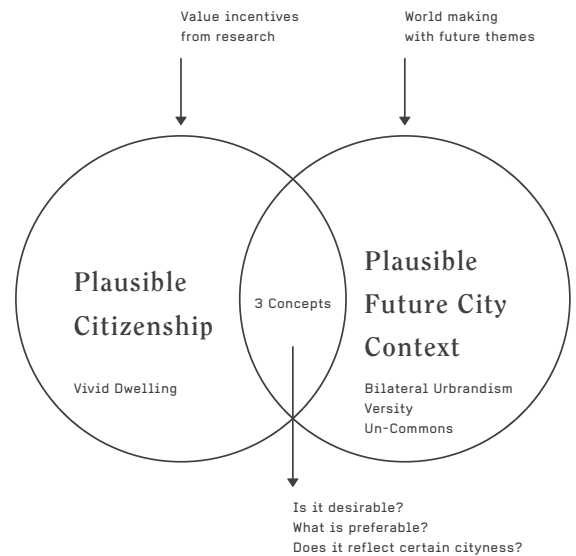 Value incentives
from research
World making
with future themes
Plausible
Citizenship
Vivid Dwelling
3 Concepts
Plausible
Future City
Context
Bilateral Urbrandism
Versity
Un-Commons
Is it desirable?
What is preferable?
Does it reflect certain cityness?